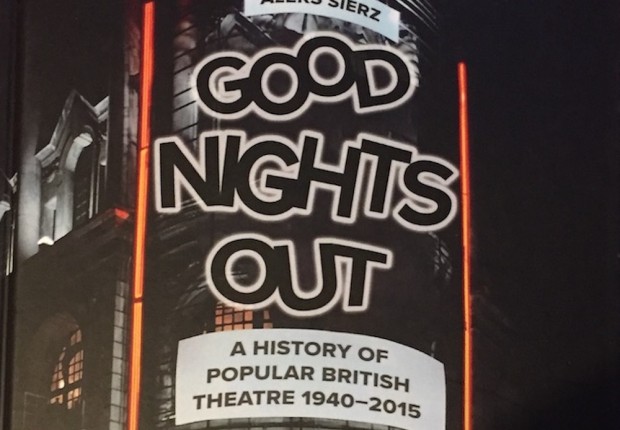 ALEKS SIERZ
GOOD
NIGHTS
OUT
A HISTORY OF
POPULAR BRITISH
THEATRE 1940–2015